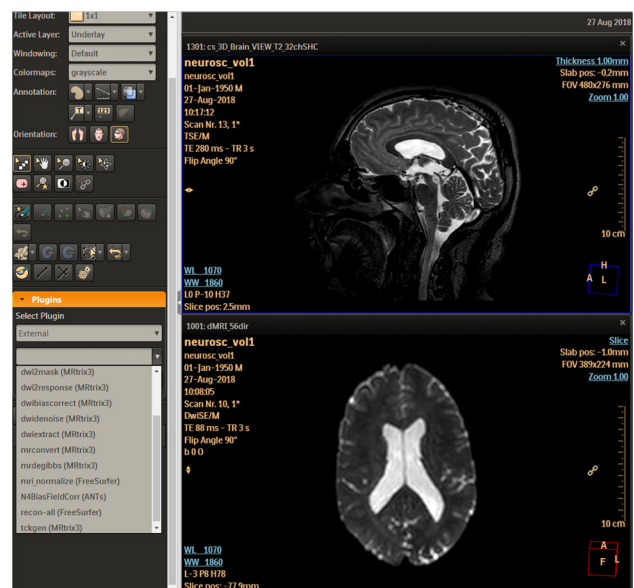 Tile Layout: 1x1
Active Layer: Underlay
Windowing: Default
Colormaps: grayscale
Annotation:
123
Orientation:
Plugins
Select Plugin
External
dwi2mask (MRtrix3)
dwi2response (MRtrix3)
dwibiascorrect (MRtrix3)
dwidenoise (MRtrix3)
dwiextract (MRtrix3)
mrconvert (MRtrix3)
mrdegibbs (MRtrix3)
mri_normalize (FreeSurfer)
N4BiasFieldCorr (ANTs)
recon-all (FreeSurfer)
tckgen (MRtrix3)
27 Aug 2018
1301: cs_3D_Brain_VIEW_T2_32chSHC
neurosc_vol1
01-Jan-1950 M
27-Aug-2018
10:17:12
Scan Nr. 13, 1*
TSE/M
TE 280 ms - TR 3 s
Flip Angle 90°
Thickness 1.00mm
Slab pos: -0.2mm
FOV 480x276 mm
Zoom 1.00
10 cm
H
A L
WL 1070
WW 1860
L0 P-10 H37
Slice pos: 2.5mm
1001: dMRI_56dir
neurosc_vol1
neurosc_vol1
01-Jan-1950 M
27-Aug-2018
10:08:05
Scan Nr. 10, 1*
DwiSE/M
TE 88 ms - TR 3 s
Flip Angle 90°
b 0 0
Slice
Slab pos: -1.0mm
FOV 389x224 mm
Zoom 1.00
10 cm
A
F L
WL 1070
WW 1860
L-3 P8 H78
Slice pos: -77.9mm